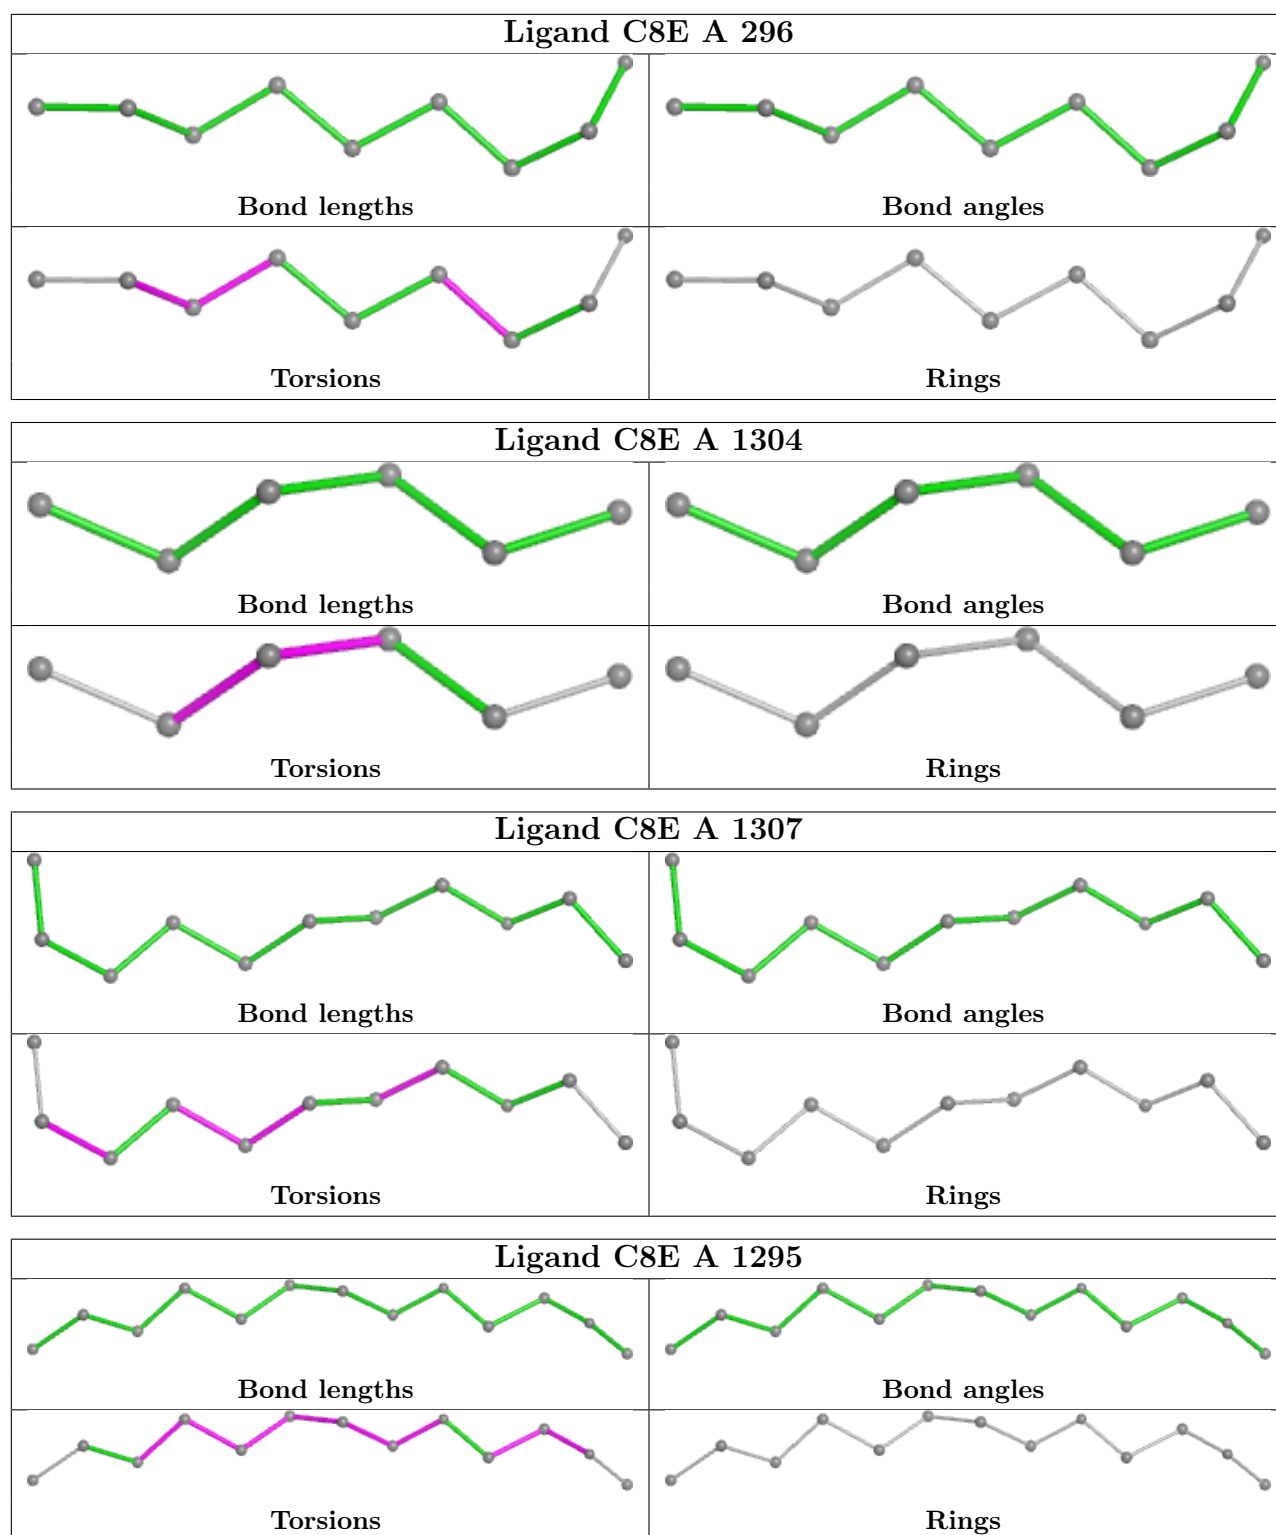 Ligand C8E A 296
Bond lengths
Bond angles
Torsions
Rings
Ligand C8E A 1304
Bond lengths
Bond angles
Torsions
Rings
Ligand C8E A 1307
Bond lengths
Bond angles
Torsions
Rings
Ligand C8E A 1295
Bond lengths
Bond angles
Torsions
Rings